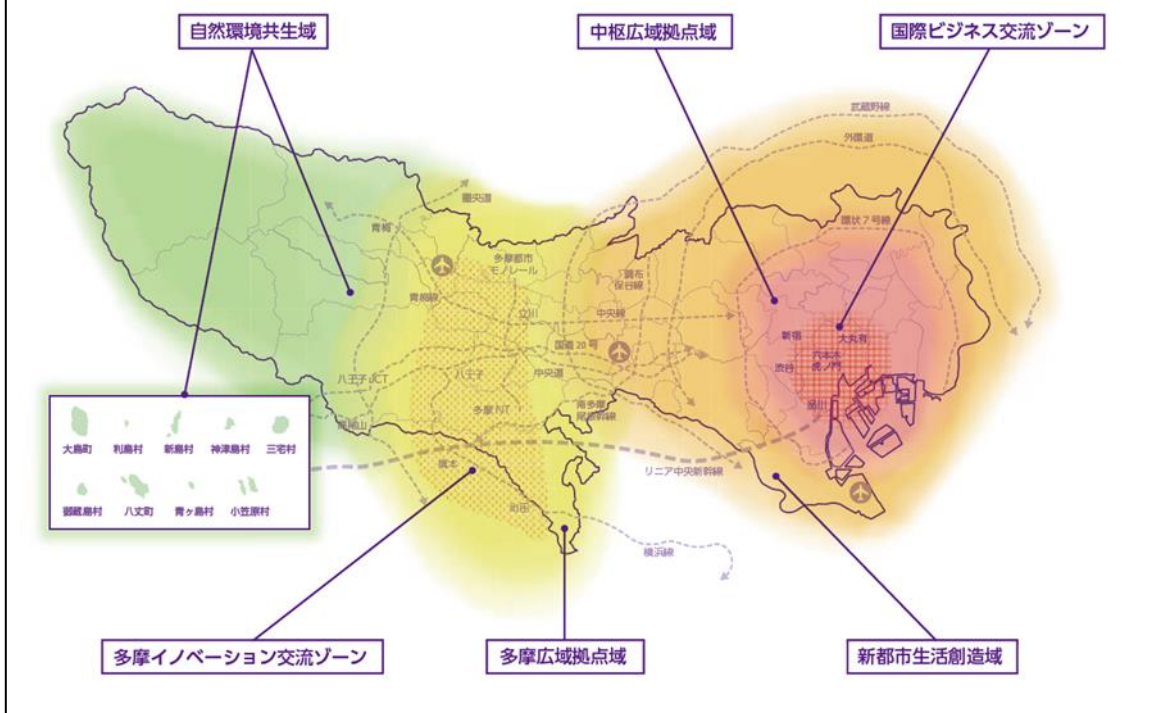 自然環境共生域
中枢広域拠点域
国際ビジネス交流ゾーン
武蔵野線
外環道
環状7号線
圏央道
青梅
多摩都市
モノレール
調布
保谷線
青梅線
立川
中央線
新宿
大丸有
国道20号
六本木
虎ノ門
渋谷
八王子JCT
八王子
中央道
品川
多摩NT
南多摩
尾根幹線
高尾山
橋本
リニア中央新幹線
町田
横浜線
大島町
利島村
新島村
神津島村
三宅村
御蔵島村
八丈町
青ヶ島村
小笠原村
多摩イノベーション交流ゾーン
多摩広域拠点域
新都市生活創造域